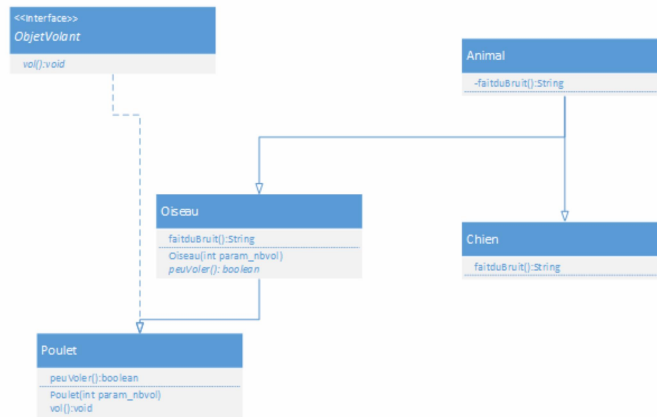 <<Interface>>
ObjetVolant
vol():void
Animal
-faitduBruit():String
Oiseau
faitduBruit():String
Oiseau(int param_nbvol)
peuVoler(): boolean
Chien
faitduBruit():String
Poulet
peuVoler():boolean
Poulet(int param_nbvol)
vol():void